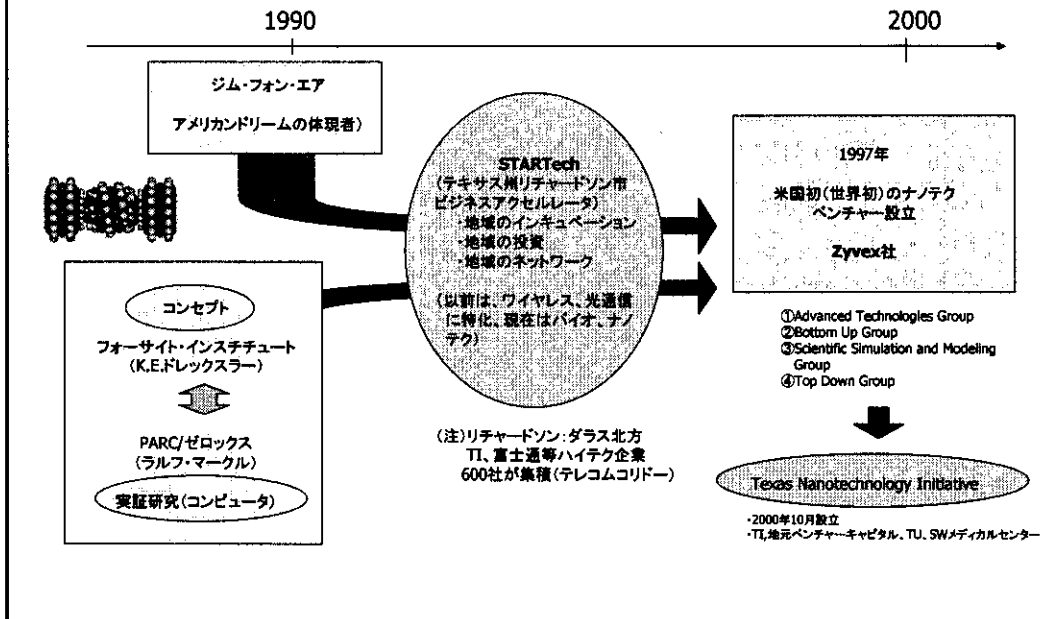 1990
2000
ジム・フォン・エア
アメリカンドリームの体現者）
STARTech
（テキサス州リチャードソン市
ビジネスアクセルレータ）
・地域のインキュベーション
・地域の投資
・地域のネットワーク
（以前は、ワイヤレス、光通信
に特化、現在はバイオ、ナノ
テク）
1997年
米国初（世界初）のナノテク
ベンチャー設立
Zyvex社
コンセプト
フォーサイト・インスチチュート
（K.E.ドレックスラー）
PARC/ゼロックス
（ラルフ・マークル）
実証研究（コンピュータ）
（注）リチャードソン：ダラス北方
TI、富士通等ハイテク企業
600社が集積（テレコムコリドー）
①Advanced Technologies Group
②Bottom Up Group
③Scientific Simulation and Modeling
Group
④Top Down Group
Texas Nanotechnology Initiative
・2000年10月設立
・TI,地元ベンチャーキャピタル、TU、SWメディカルセンター